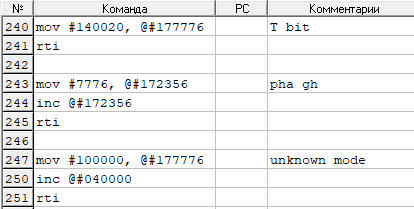 № Команда PC Комментарии
240 mov #140020, @#177776 T bit
241 rti
242
243 mov #7776, @#172356 pha gh
244 inc @#172356
245 rti
246
247 mov #100000, @#177776 unknown mode
250 inc @#040000
251 rti